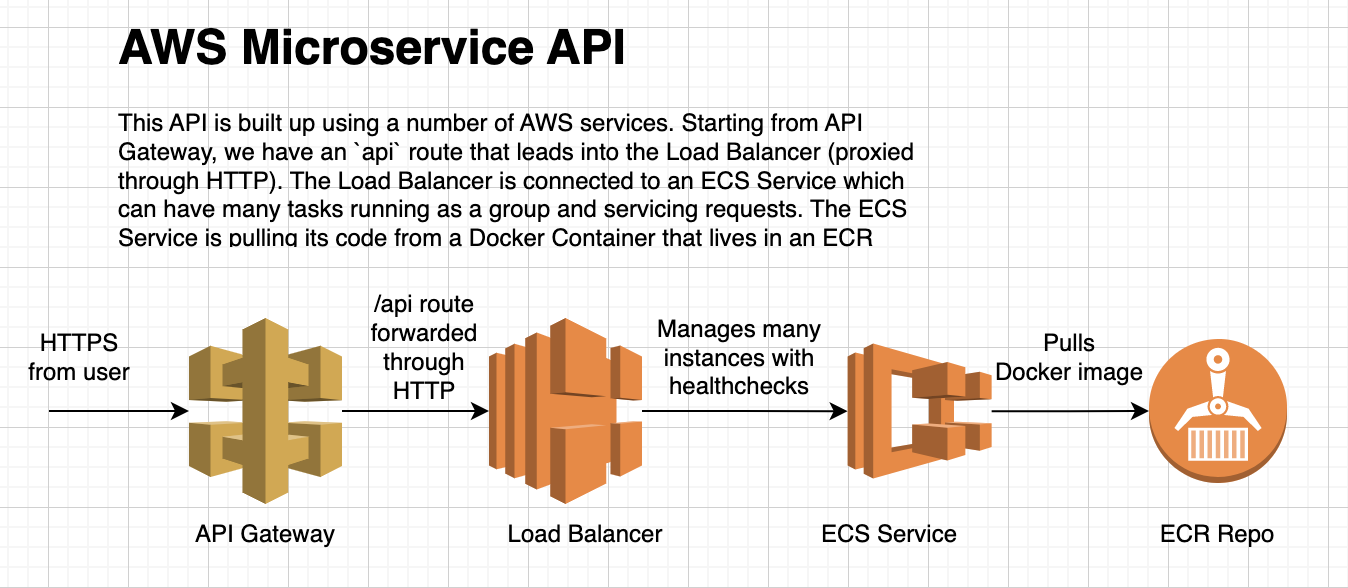 AWS Microservice API
This API is built up using a number of AWS services. Starting from API
Gateway, we have an `api` route that leads into the Load Balancer (proxied
through HTTP). The Load Balancer is connected to an ECS Service which
can have many tasks running as a group and servicing requests. The ECS
Service is pulling its code from a Docker Container that lives in an ECR
HTTPS
from user
/api route
forwarded
through
HTTP
Manages many
instances with
healthchecks
Pulls
Docker image
API Gateway
Load Balancer
ECS Service
ECR Repo